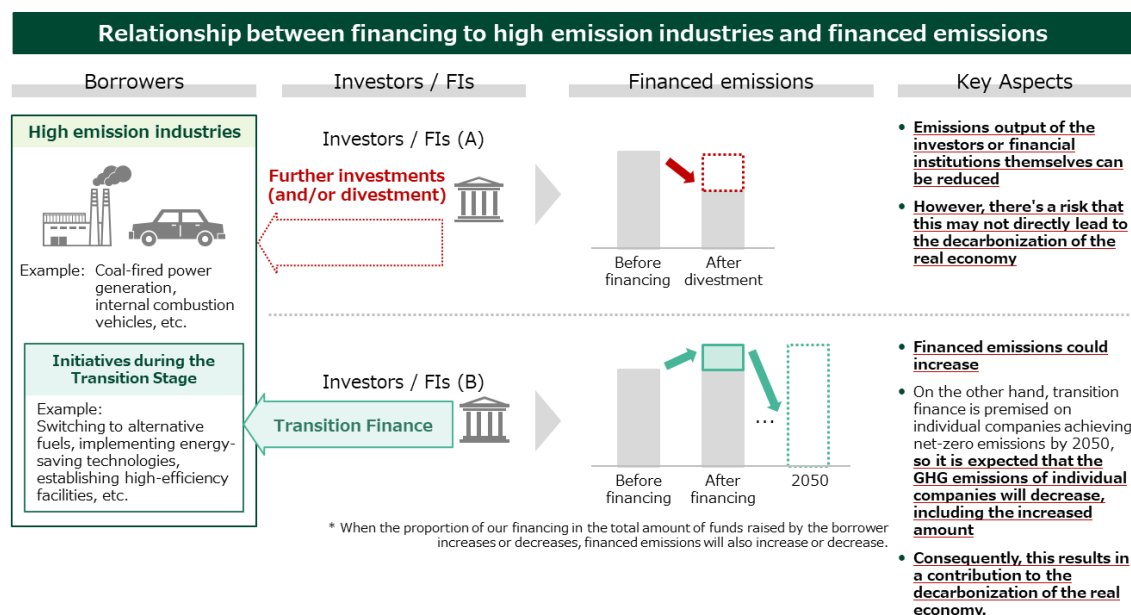 Relationship between financing to high emission industries and financed emissions
Borrowers
Investors / FIs
Financed emissions
Key Aspects
High emission industries
Example: Coal-fired power
generation,
internal combustion
vehicles, etc.
Initiatives during the
Transition Stage
Example:
Switching to alternative
fuels, implementing energy-
saving technologies,
establishing high-efficiency
facilities, etc.
Investors / FIs (A)
Further investments
(and/or divestment)
Before
financing
After
divestment
• Emissions output of the
investors or financial
institutions themselves can
be reduced
• However, there's a risk that
this may not directly lead to
the decarbonization of the
real economy
Investors / FIs (B)
Transition Finance
...
Before
financing
After
financing
2050
* When the proportion of our financing in the total amount of funds raised by the borrower
increases or decreases, financed emissions will also increase or decrease.
• Financed emissions could
increase
• On the other hand, transition
finance is premised on
individual companies achieving
net-zero emissions by 2050,
so it is expected that the
GHG emissions of individual
companies will decrease,
including the increased
amount
• Consequently, this results in
a contribution to the
decarbonization of the real
economy.